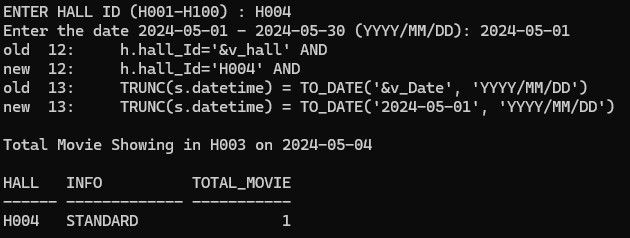 ENTER HALL ID (H001-H100) : H004
Enter the date 2024-05-01 - 2024-05-30 (YYYY/MM/DD): 2024-05-01
old  12:     h.hall_Id='&v_hall' AND
new  12:     h.hall_Id='H004' AND
old  13:     TRUNC(s.datetime) = TO_DATE('&v_Date', 'YYYY/MM/DD')
new  13:     TRUNC(s.datetime) = TO_DATE('2024-05-01', 'YYYY/MM/DD')
Total Movie Showing in H003 on 2024-05-04
HALL   INFO          TOTAL_MOVIE
------ ------------- -----------
H004   STANDARD                1